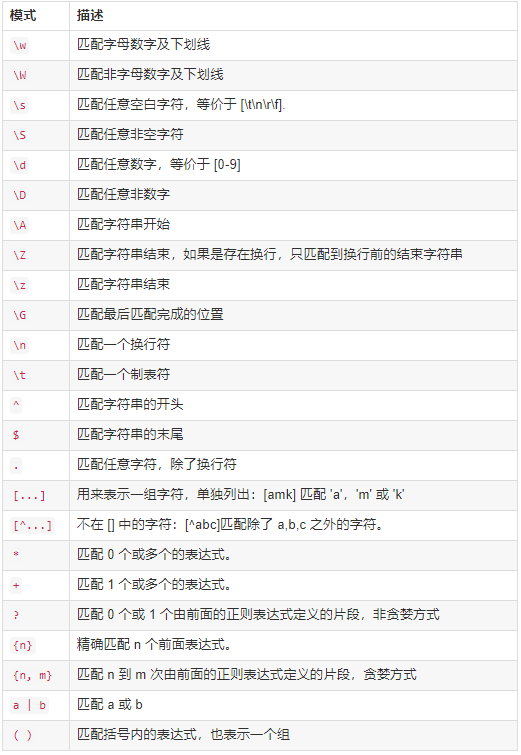 模式 描述
\w 匹配字母数字及下划线
\W 匹配非字母数字及下划线
\s 匹配任意空白字符，等价于 [\t\n\r\f].
\S 匹配任意非空字符
\d 匹配任意数字，等价于 [0-9]
\D 匹配任意非数字
\A 匹配字符串开始
\Z 匹配字符串结束，如果是存在换行，只匹配到换行前的结束字符串
\z 匹配字符串结束
\G 匹配最后匹配完成的位置
\n 匹配一个换行符
\t 匹配一个制表符
^ 匹配字符串的开头
$ 匹配字符串的末尾
. 匹配任意字符，除了换行符
[...] 用来表示一组字符，单独列出：[amk] 匹配 'a'，'m' 或 'k'
[^...] 不在 [] 中的字符：[^abc]匹配除了 a,b,c 之外的字符。
* 匹配 0 个或多个的表达式。
+ 匹配 1 个或多个的表达式。
? 匹配 0 个或 1 个由前面的正则表达式定义的片段，非贪婪方式
{n} 精确匹配 n 个前面表达式。
{n, m} 匹配 n 到 m 次由前面的正则表达式定义的片段，贪婪方式
a | b 匹配 a 或 b
( ) 匹配括号内的表达式，也表示一个组